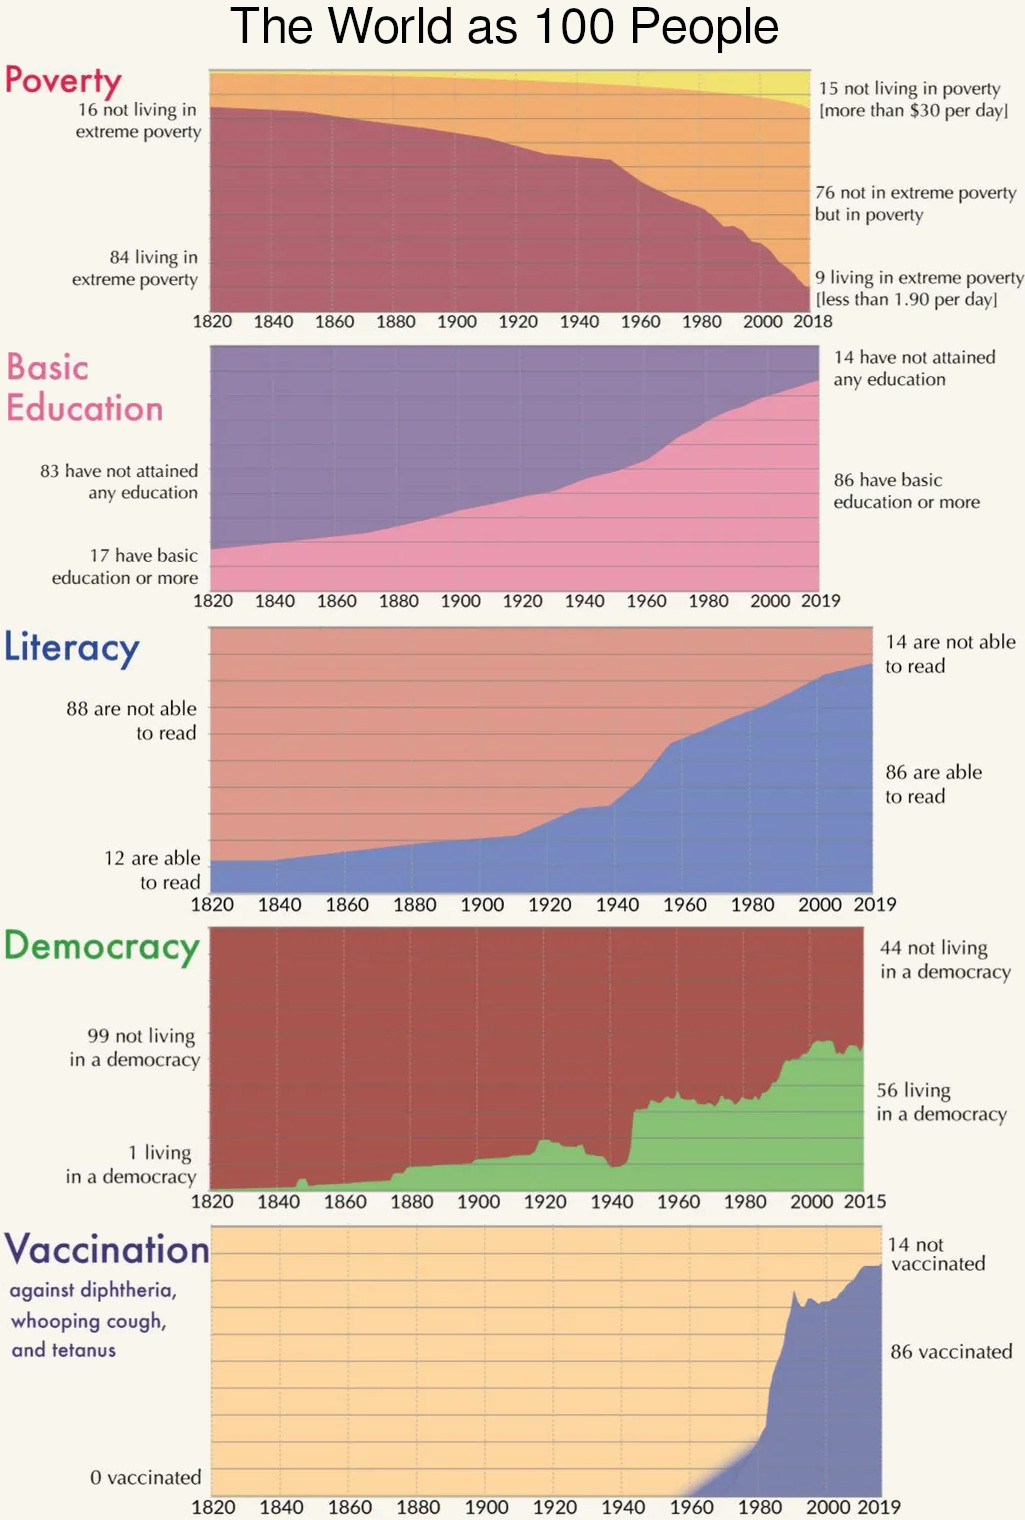 The World as 100 People
Poverty
16 not living in
extreme poverty
84 living in
extreme poverty
15 not living in poverty
[more than $30 per day]
76 not in extreme poverty
but in poverty
9 living in extreme poverty
[less than 1.90 per day]
1820 1840 1860 1880 1900 1920 1940 1960 1980 2000 2018
Basic
Education
83 have not attained
any education
17 have basic
education or more
14 have not attained
any education
86 have basic
education or more
1820 1840 1860 1880 1900 1920 1940 1960 1980 2000 2019
Literacy
88 are not able
to read
12 are able
to read
14 are not able
to read
86 are able
to read
1820 1840 1860 1880 1900 1920 1940 1960 1980 2000 2019
Democracy
99 not living
in a democracy
1 living
in a democracy
44 not living
in a democracy
56 living
in a democracy
1820 1840 1860 1880 1900 1920 1940 1960 1980 2000 2015
Vaccination
against diphtheria,
whooping cough,
and tetanus
0 vaccinated
14 not
vaccinated
86 vaccinated
1820 1840 1860 1880 1900 1920 1940 1960 1980 2000 2019